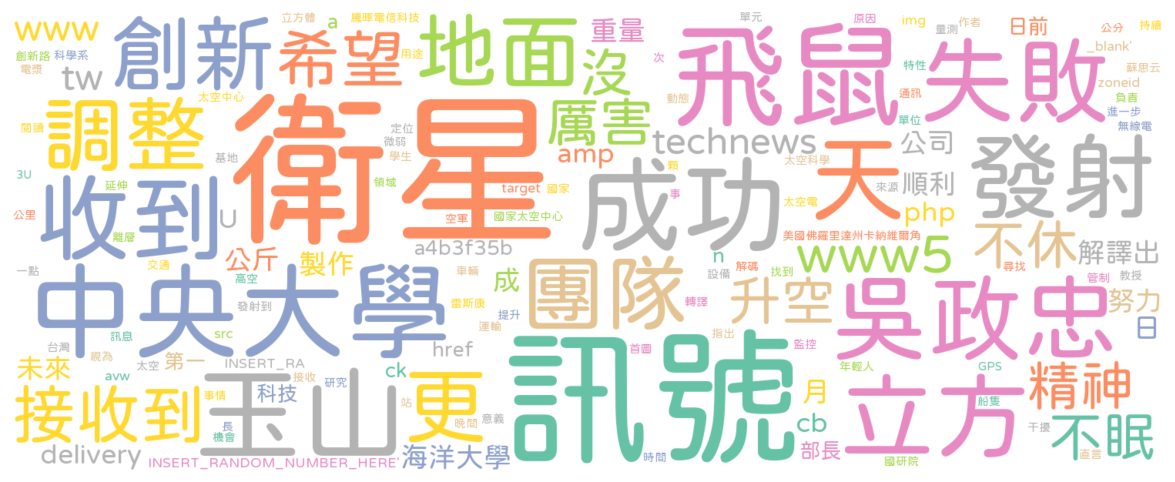 www
創新路
科學系
電漿
tw
創新
立方體
騰暉電信科技
a
希望
用途
地面
重量
沒
次
動態
單元
飛鼠
失敗
原因
量測
img
作者
日前
公分
持續
_blank'
蘇思云
特性
zoneid
負責
通訊
進一步
單位
無線電
閱讀
調整
太空中心
衛星
定位
微弱
學生
基地
厲害
amp
technews
公司
發射
3U
延伸
收到
U
領域
target
國家
空軍
國家太空中心
成功
顆
事
太空科學
來源
太空電
天
順利
php
公里
離層
a4b3f35b
美國佛羅里達州卡納維爾角
不休
解譯出
一點
交通
公斤
製作
高空
車輪
成
n
設備
www5
解碼
找到
尋找
管制
教授
中央大學
發射到
雷斯唐
提升
運輸
團隊
轉譯
升空
吳政忠
努力
日
訊息
src
台灣
視為
太空
第一
INSERT_RA
href
首圖
指出
監控
年輕人
GPS
未來
avw
接收
ck
訊號
船隻
精神
接收到
玉山
事情
科技
研究
更
站
月
立方
長
機會
晚間
意義
cb
干擾
不眠
delivery
INSERT_RANDOM_NUMBER_HERE'
海洋大學
時間
部長
國研院
直言